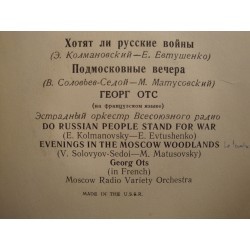 Хотят ли русские войны
(Э. Колмановский — Е. Евтушенко)
Подмосковные вечера
(В. Соловьев-Седой — М. Матусовский)
ГЕОРГ ОТС
(на французском языке)
Эстрадный оркестр Всесоюзного радио
DO RUSSIAN PEOPLE STAND FOR WAR
(E. Kolmanovsky — E. Evtushenko)
EVENINGS IN THE MOSCOW WOODLANDS
(V. Solovyov-Sedoi — M. Matusovsky)
Georg Ots
(in French)
Moscow Radio Variety Orchestra
MADE IN THE U.S.S.R.